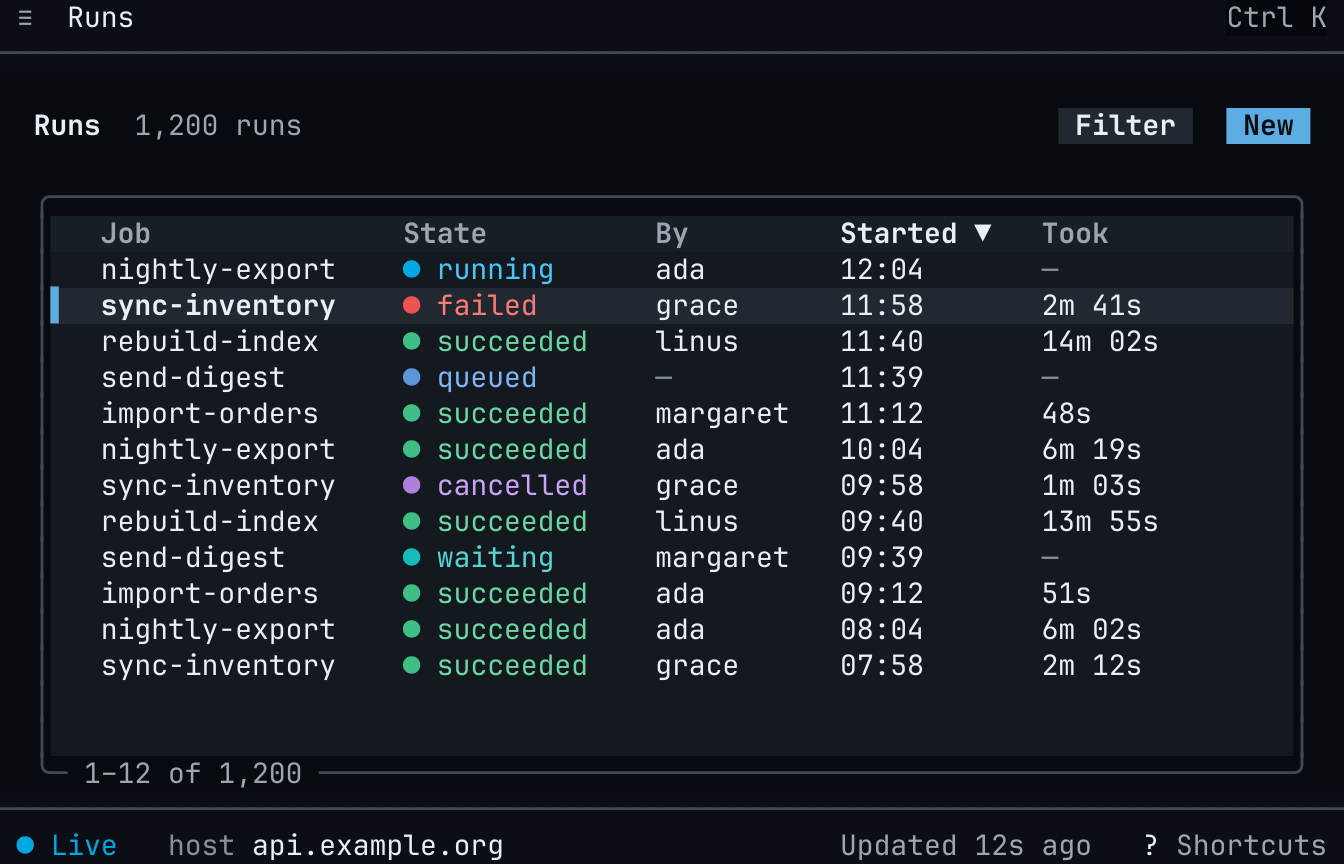 ≡ Runs Ctrl K
Runs 1,200 runs Filter New
Job State By Started ▼ Took
nightly-export ● running ada 12:04 —
sync-inventory ● failed grace 11:58 2m 41s
rebuild-index ● succeeded linus 11:40 14m 02s
send-digest ● queued — 11:39 —
import-orders ● succeeded margaret 11:12 48s
nightly-export ● succeeded ada 10:04 6m 19s
sync-inventory ● cancelled grace 09:58 1m 03s
rebuild-index ● succeeded linus 09:40 13m 55s
send-digest ● waiting margaret 09:39 —
import-orders ● succeeded ada 09:12 51s
nightly-export ● succeeded ada 08:04 6m 02s
sync-inventory ● succeeded grace 07:58 2m 12s
1–12 of 1,200
● Live host api.example.org Updated 12s ago ? Shortcuts